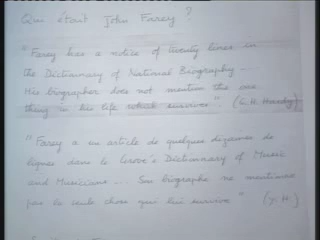 Qui était John Farey ?
"Farey has a notice of twenty lines in
the Dictionnary of National Biography ...
His biographer does not mention the one
thing in his life which survives" (G. H. Hardy)
"Farey a un article de quelques dizaines de
lignes dans le Grove's Dictionnary of Music
and Musicians ... Son biographe ne mentionne
pas la seule chose qui lui survive" (Y. H.)